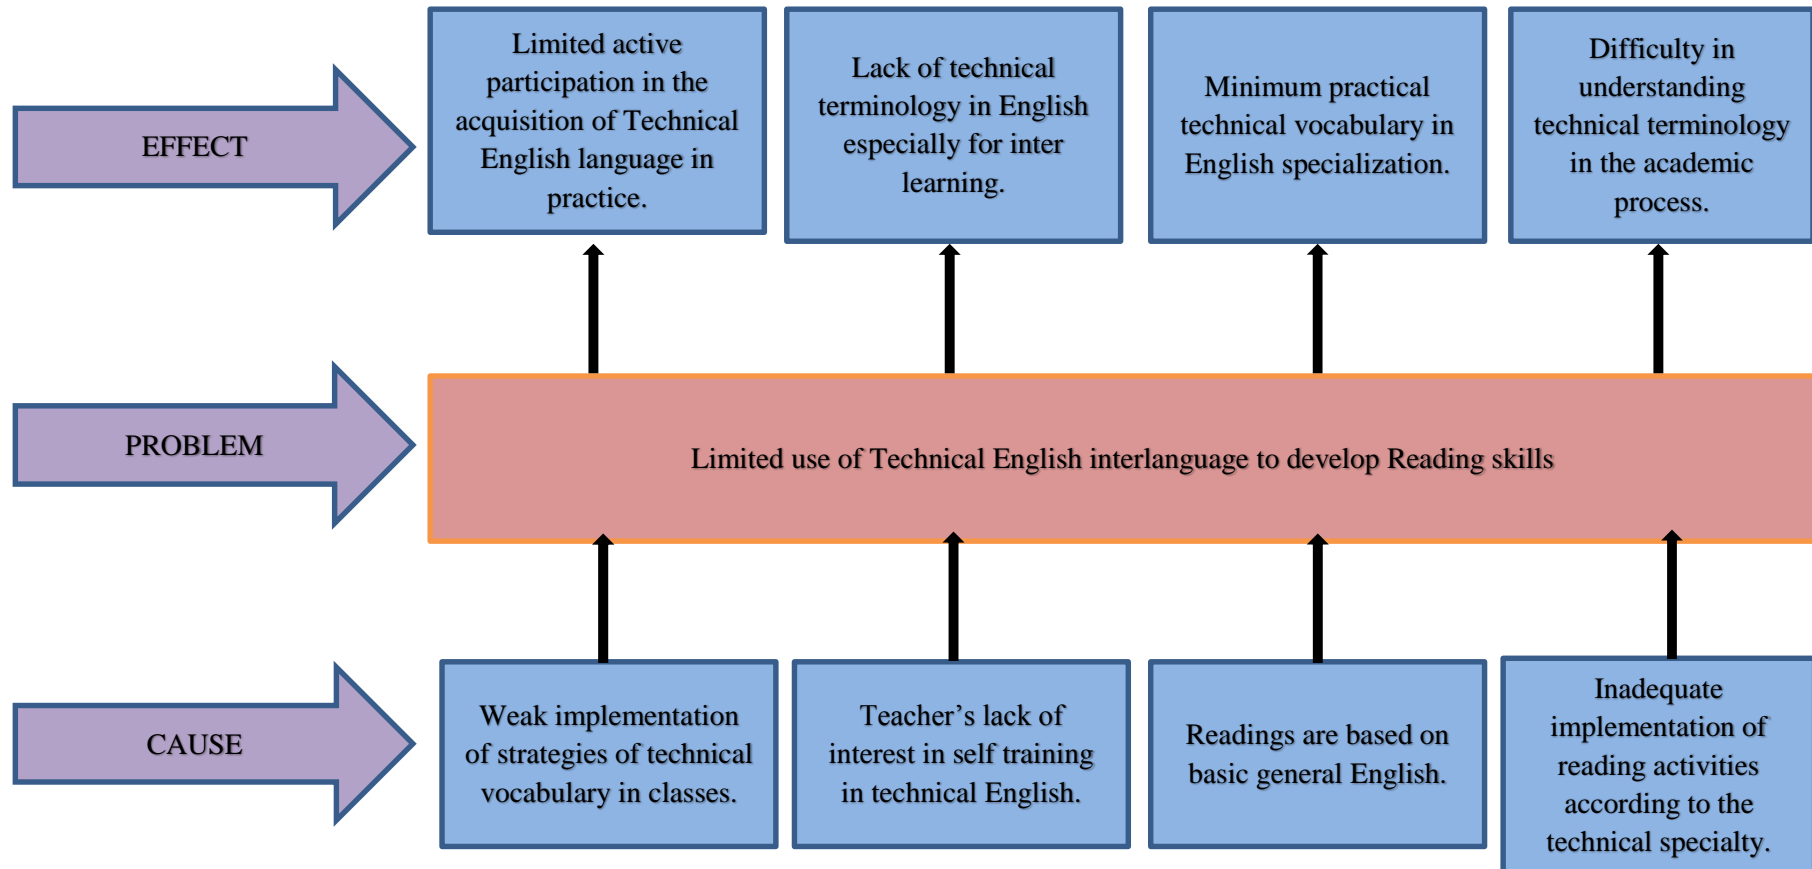 EFFECT
Limited active
participation in the
acquisition of Technical
English language in
practice.
Lack of technical
terminology in English
especially for inter
learning.
Minimum practical
technical vocabulary in
English specialization.
Difficulty in
understanding
technical terminology
in the academic
process.
PROBLEM
Limited use of Technical English interlanguage to develop Reading skills
CAUSE
Weak implementation
of strategies of technical
vocabulary in classes.
Teacher’s lack of
interest in self training
in technical English.
Readings are based on
basic general English.
Inadequate
implementation of
reading activities
according to the
technical specialty.